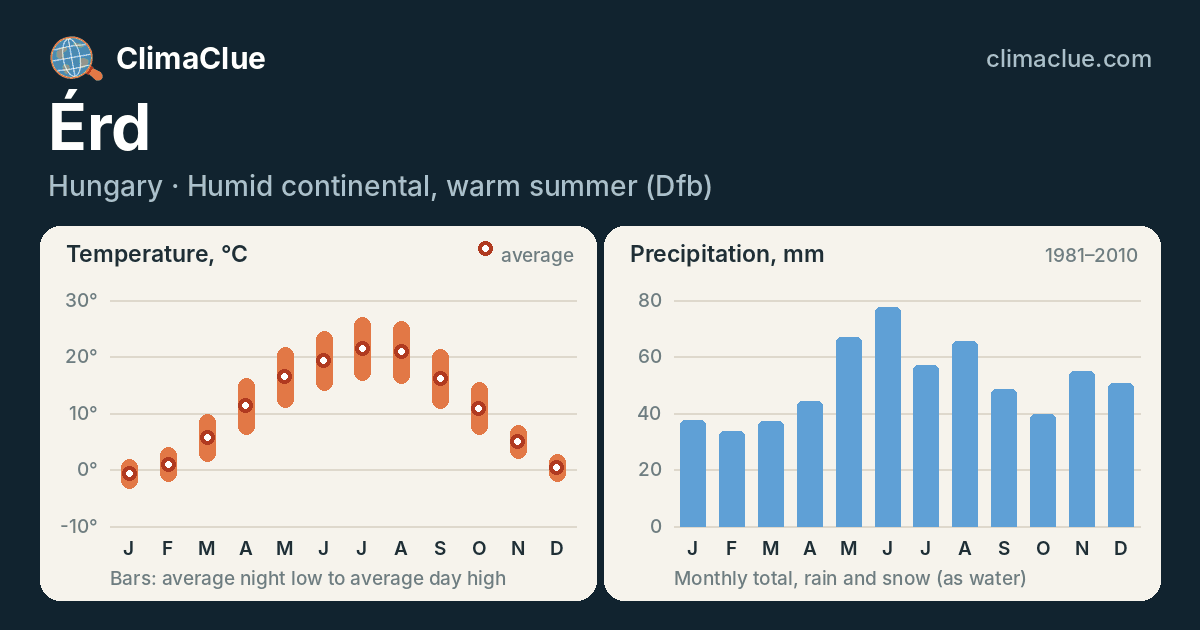 ClimaClue
climaclue.com
Érd
Hungary · Humid continental, warm summer (Dfb)
Temperature, °C
average
30°
20°
10°
0°
-10°
J F M A M J J A S O N D
Bars: average night low to average day high
Precipitation, mm
1981–2010
80
60
40
20
0
J F M A M J J A S O N D
Monthly total, rain and snow (as water)